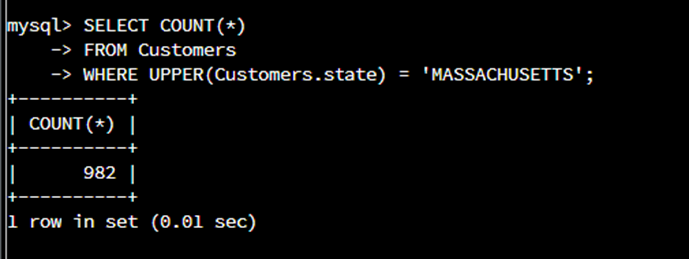 mysql> SELECT COUNT(*)
    -> FROM Customers
    -> WHERE UPPER(Customers.state) = 'MASSACHUSETTS';
+----------+
| COUNT(*) |
+----------+
|      982 |
+----------+
1 row in set (0.01 sec)